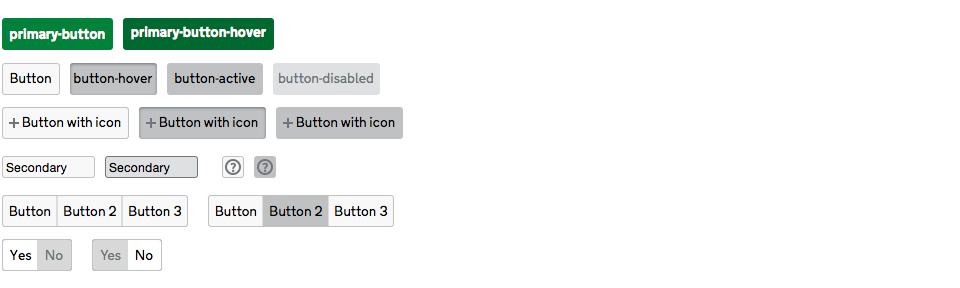 primary-button primary-button-hover
Button button-hover button-active button-disabled
+ Button with icon + Button with icon + Button with icon
Secondary Secondary ? ?
Button Button 2 Button 3 Button Button 2 Button 3
Yes No Yes No